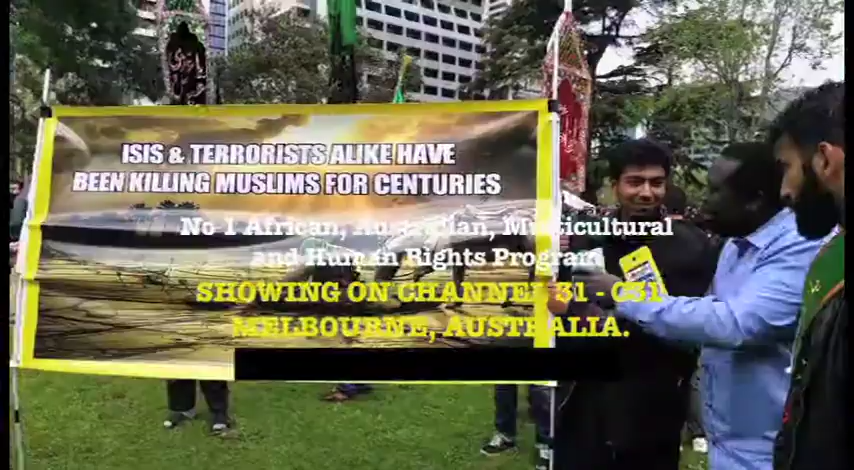 ISIS & TERRORISTS ALIKE HAVE
BEEN KILLING MUSLIMS FOR CENTURIES
No 1 African, Australian, Multicultural
and Human Rights Program
SHOWING ON CHANNEL 31 - C31
MELBOURNE, AUSTRALIA.